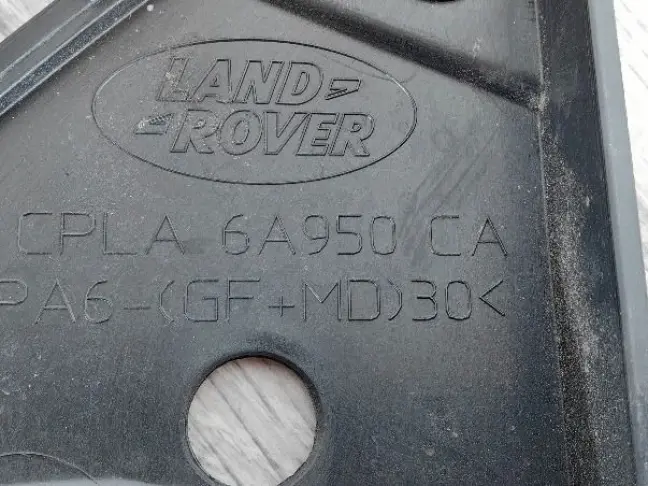 LAND
ROVER
CPLA 6A950 CA
PA6-(GF+MD)30<